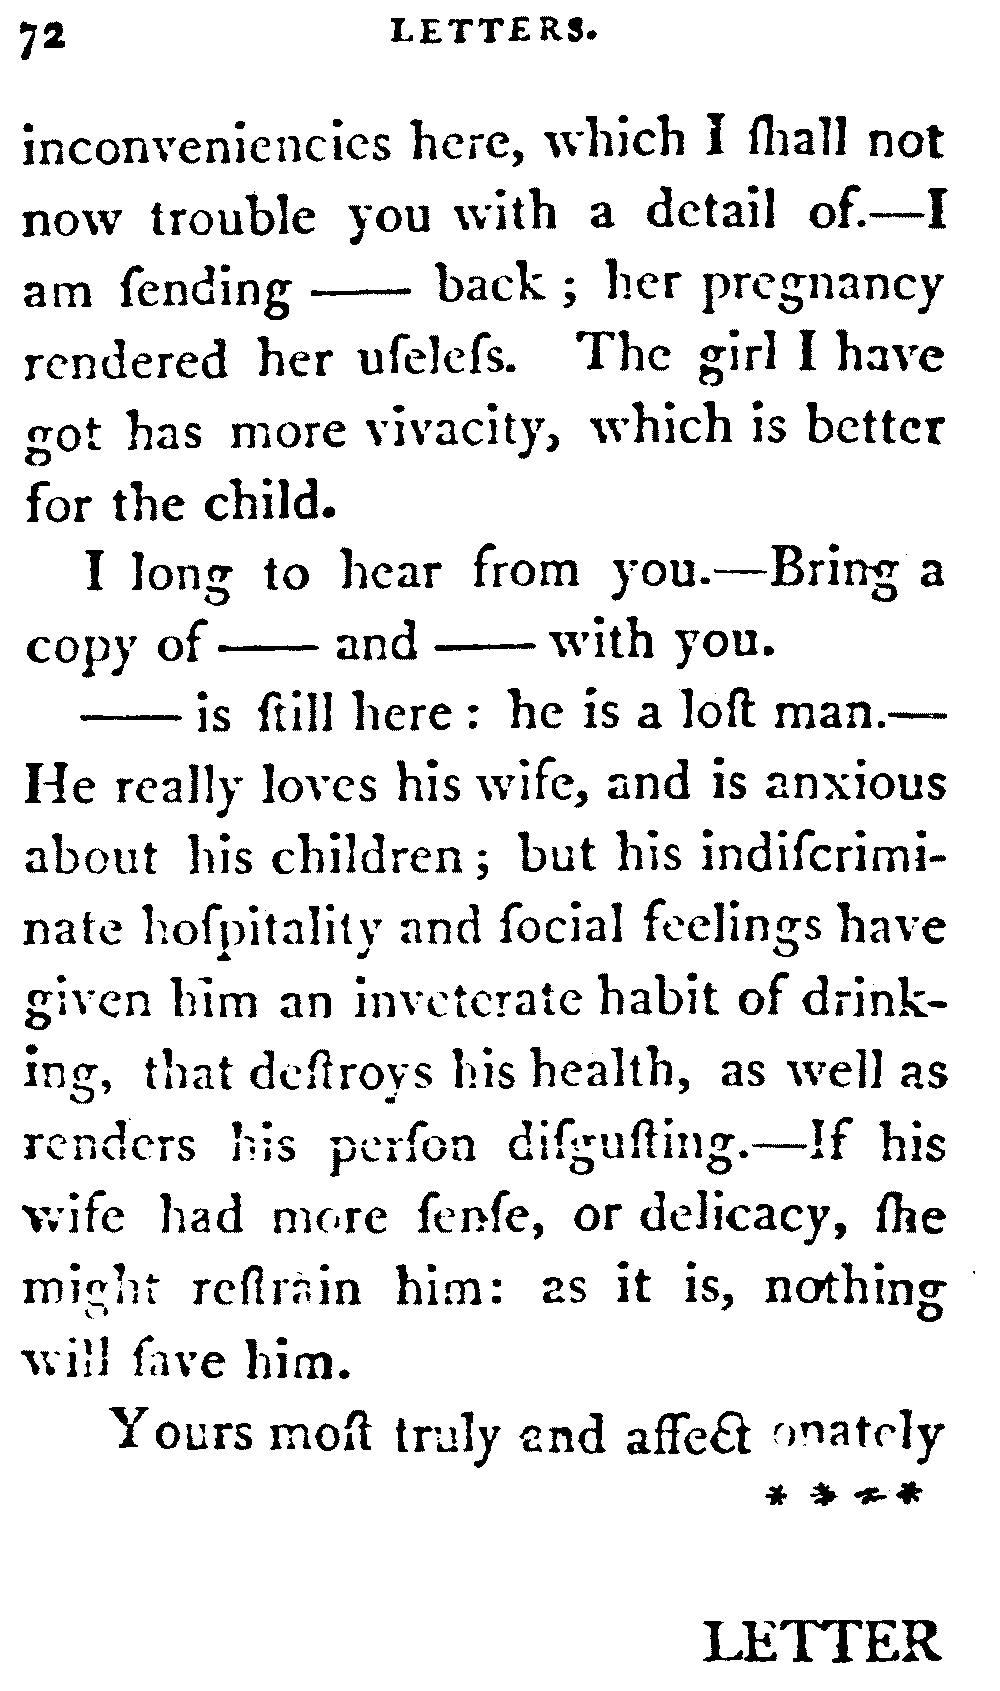 72 LETTERS.
inconveniencies here, which I ſhall not
now trouble you with a detail of.—I
am ſending —— back; her pregnancy
rendered her uſeleſs. The girl I have
got has more vivacity, which is better
for the child.
I long to hear from you.—Bring a
copy of —— and —— with you.
—— is ſtill here: he is a loſt man.—
He really loves his wife, and is anxious
about his children; but his indiſcrimi-
nate hoſpitality and ſocial feelings have
given him an inveterate habit of drink-
ing, that deſtroys his health, as well as
renders his perſon diſguſting.—If his
wife had more ſenſe, or delicacy, ſhe
might reſtrain him: as it is, nothing
will ſave him.
Yours moſt truly and affect onately
* * * *
LETTER